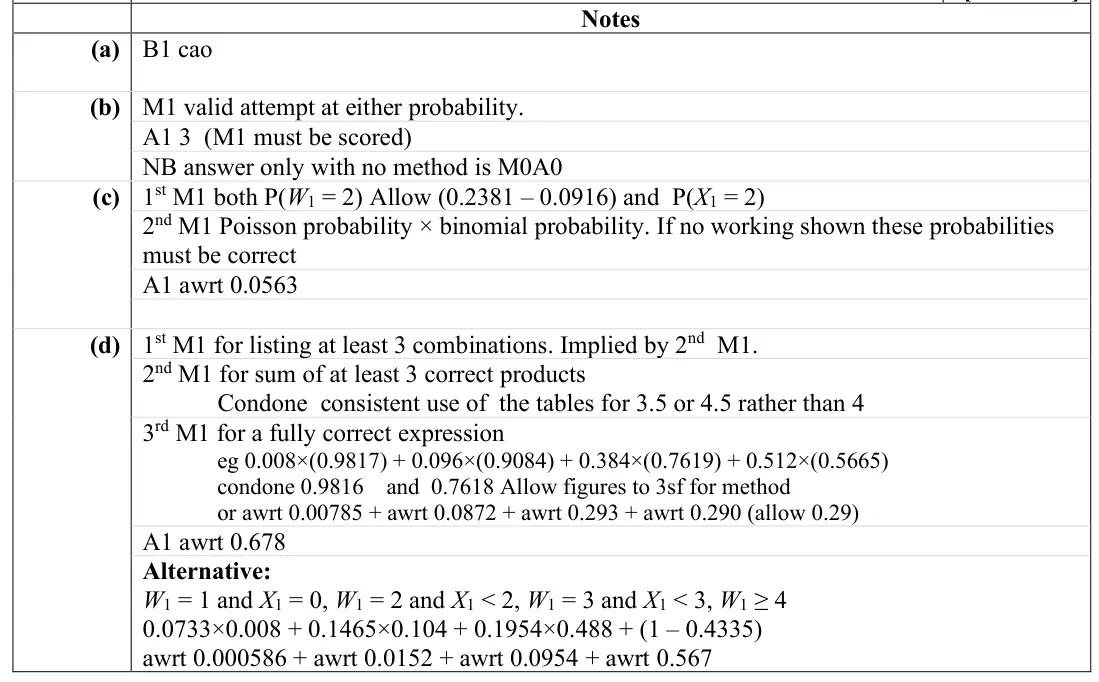 Notes
(a) B1 cao
(b) M1 valid attempt at either probability.
A1 3 (M1 must be scored)
NB answer only with no method is M0A0
(c) 1st M1 both P(W1 = 2) Allow (0.2381 – 0.0916) and P(X1 = 2)
2nd M1 Poisson probability × binomial probability. If no working shown these probabilities
must be correct
A1 awrt 0.0563
(d) 1st M1 for listing at least 3 combinations. Implied by 2nd M1.
2nd M1 for sum of at least 3 correct products
Condone consistent use of the tables for 3.5 or 4.5 rather than 4
3rd M1 for a fully correct expression
eg 0.008×(0.9817) + 0.096×(0.9084) + 0.384×(0.7619) + 0.512×(0.5665)
condone 0.9816 and 0.7618 Allow figures to 3sf for method
or awrt 0.00785 + awrt 0.0872 + awrt 0.293 + awrt 0.290 (allow 0.29)
A1 awrt 0.678
Alternative:
W1 = 1 and X1 = 0, W1 = 2 and X1 < 2, W1 = 3 and X1 < 3, W1 ≥ 4
0.0733×0.008 + 0.1465×0.104 + 0.1954×0.488 + (1 – 0.4335)
awrt 0.000586 + awrt 0.0152 + awrt 0.0954 + awrt 0.567